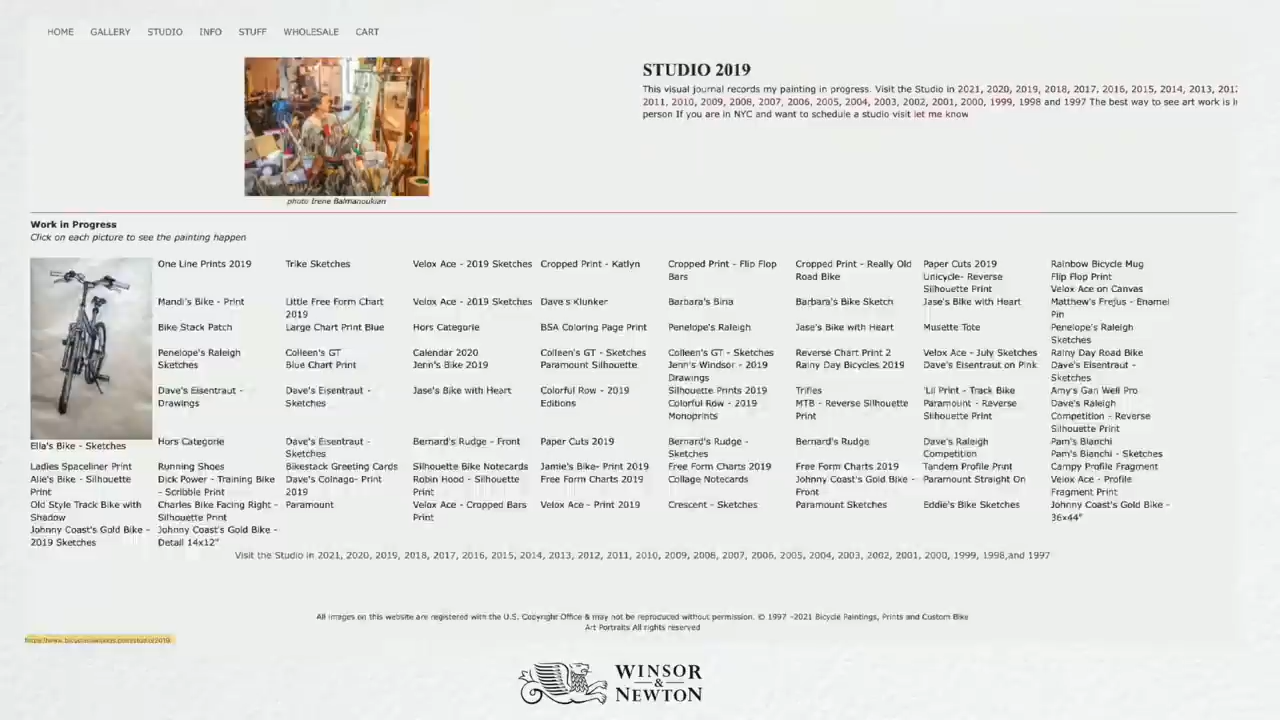 HOME GALLERY STUDIO INFO STUFF WHOLESALE CART
STUDIO 2019
This visual journal records my painting in progress. Visit the Studio in 2021, 2020, 2019, 2018, 2017, 2016, 2015, 2014, 2013,
2011, 2010, 2009, 2008, 2007, 2006, 2005, 2004, 2003, 2002, 2001, 2000, 1999, 1998 and 1997 The best way to see art work is
person If you are in NYC and want to schedule a studio visit let me know
photo Irene Balmanoukian
Work in Progress
Click on each picture to see the painting happen
One Line Prints 2019 Trike Sketches Velox Ace - 2019 Sketches Cropped Print - Katlyn Cropped Print - Flip Flop Cropped Print - Really Old Paper Cuts 2019 Rainbow Bicycle Mug
Bars Road Bike Unicycle- Reverse Flip Flop Print
Silhouette Print Velox Ace on Canvas
Mandi's Bike - Print Little Free Form Chart Velox Ace - 2019 Sketches Dave's Klunker Barbara's Biria Barbara's Bike Sketch Jase's Bike with Heart Matthew's Frejus - Enamel
2019 Pin
Bike Stack Patch Large Chart Print Blue Hors Categorie BSA Coloring Page Print Penelope's Raleigh Jase's Bike with Heart Musette Tote Penelope's Raleigh
Sketches
Penelope's Raleigh Colleen's GT Calendar 2020 Colleen's GT - Sketches Colleen's GT - Sketches Reverse Chart Print 2 Velox Ace - July Sketches Rainy Day Road Bike
Sketches Blue Chart Print Jenn's Bike 2019 Paramount Silhouette Jenn's Windsor - 2019 Rainy Day Bicycles 2019 Dave's Eisentraut on Pink Dave's Eisentraut -
Drawings Sketches
Dave's Eisentraut - Dave's Eisentraut - Jase's Bike with Heart Colorful Row - 2019 Silhouette Prints 2019 Trifles 'Lil Print - Track Bike Amy's Gan Well Pro
Drawings Sketches Editions Colorful Row - 2019 MTB - Reverse Silhouette Paramount - Reverse Dave's Raleigh
Monoprints Print Silhouette Print Competition - Reverse
Silhouette Print
Hors Categorie Dave's Eisentraut - Bernard's Rudge - Front Paper Cuts 2019 Bernard's Rudge - Bernard's Rudge Dave's Raleigh Pam's Bianchi
Ella's Bike - Sketches Sketches Sketches Competition Pam's Bianchi - Sketches
Ladies Spaceliner Print Running Shoes Bikestack Greeting Cards Silhouette Bike Notecards Jamie's Bike- Print 2019 Free Form Charts 2019 Free Form Charts 2019 Tandem Profile Print Campy Profile Fragment
Alie's Bike - Silhouette Dick Power - Training Bike Dave's Colnago- Print Robin Hood - Silhouette Free Form Charts 2019 Collage Notecards Johnny Coast's Gold Bike - Paramount Straight On Velox Ace - Profile
Print - Scribble Print 2019 Print Front Fragment Print
Old Style Track Bike with Charles Bike Facing Right - Paramount Velox Ace - Cropped Bars Velox Ace - Print 2019 Crescent - Sketches Paramount Sketches Eddie's Bike Sketches Johnny Coast's Gold Bike -
Shadow Silhouette Print Print 36x44"
Johnny Coast's Gold Bike - Johnny Coast's Gold Bike -
2019 Sketches Detail 14x12"
Visit the Studio in 2021, 2020, 2019, 2018, 2017, 2016, 2015, 2014, 2013, 2012, 2011, 2010, 2009, 2008, 2007, 2006, 2005, 2004, 2003, 2002, 2001, 2000, 1999, 1998,and 1997
All images on this website are registered with the U.S. Copyright Office & may not be reproduced without permission. © 1997 -2021 Bicycle Paintings, Prints and Custom Bike
Art Portraits All rights reserved
WINSOR
&
NEWTON